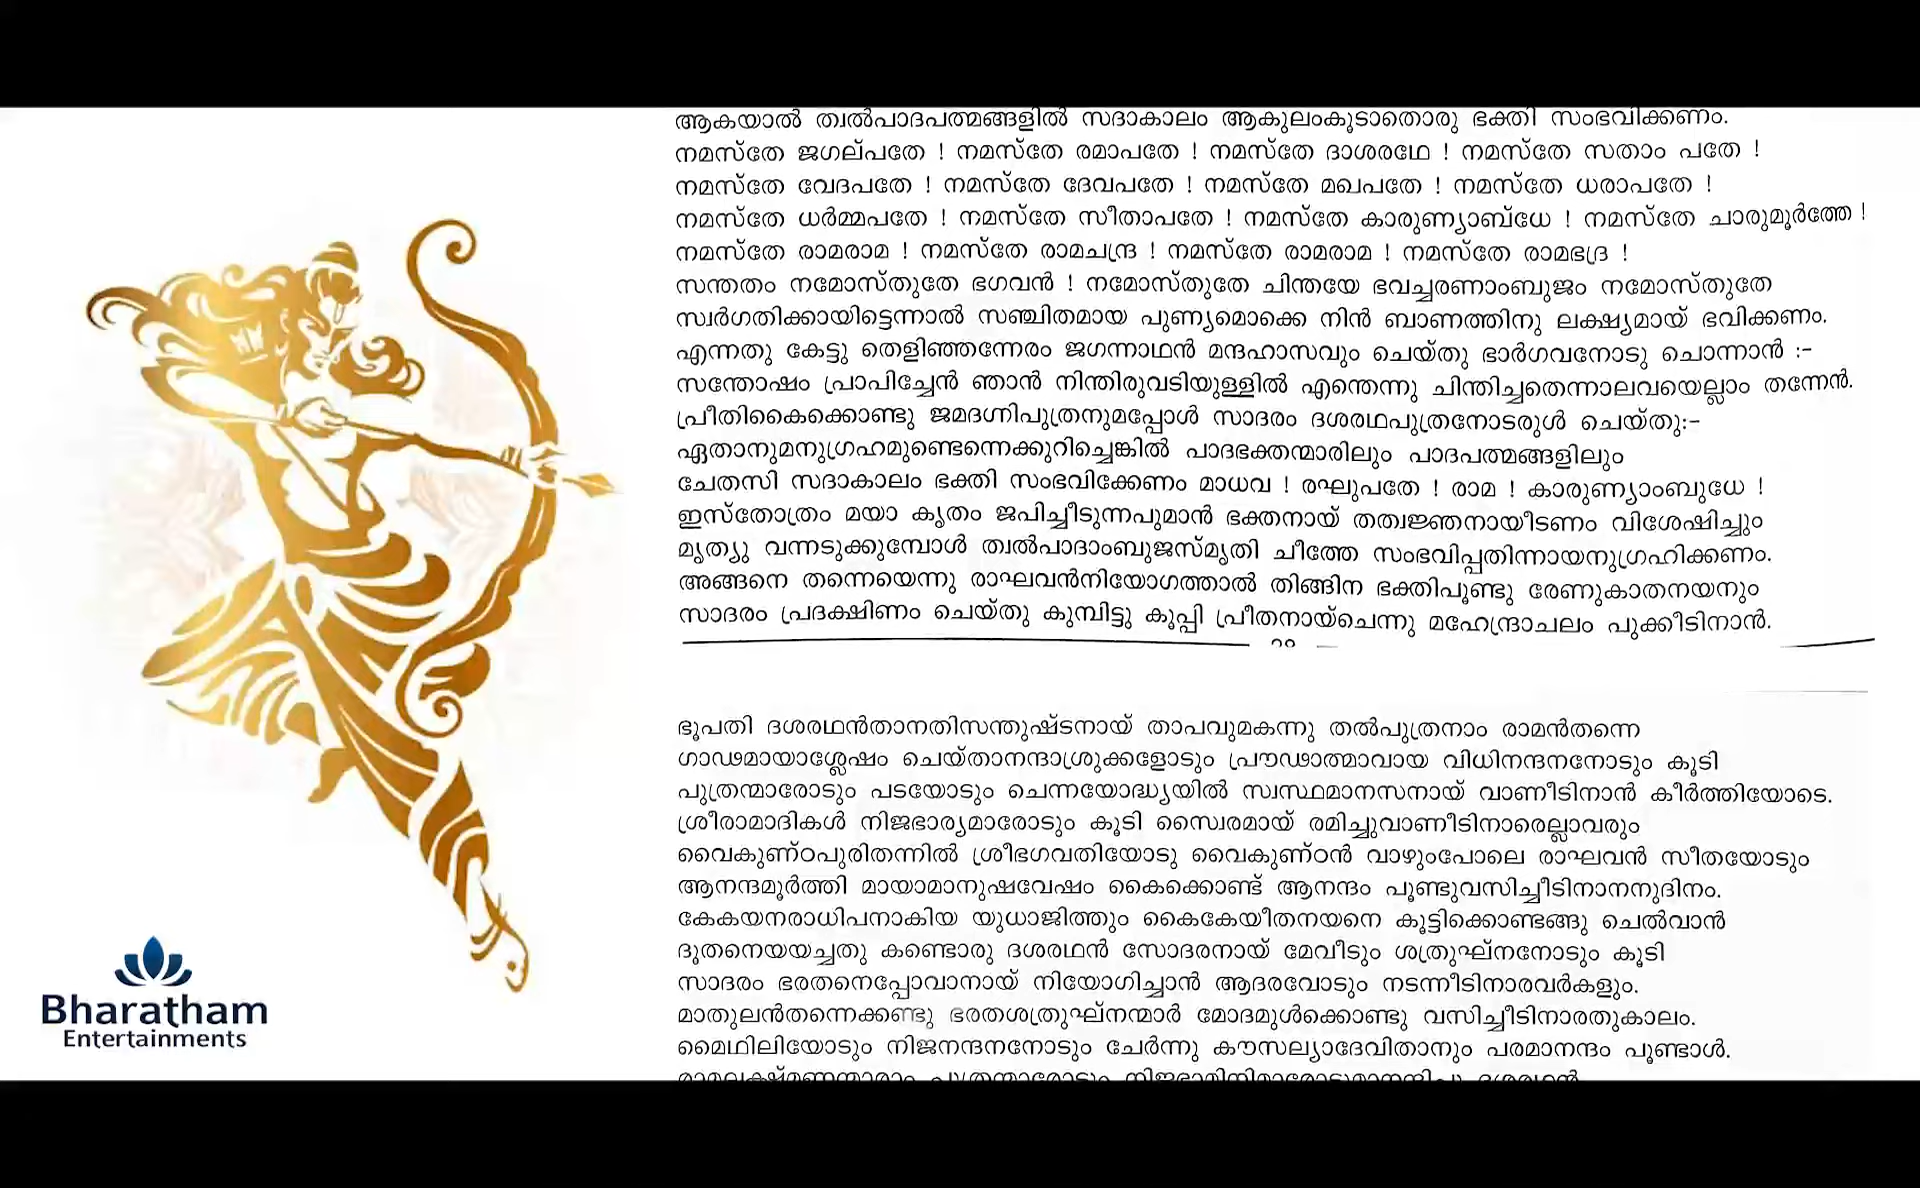 ആകയാൽ ത്വൽപാദപത്മങ്ങളിൽ സദാകാലം ആകുലംകൂടാതൊരു ഭക്തി സംഭവിക്കണം.
നമസ്തേ ജഗല്പതേ ! നമസ്തേ രമാപതേ ! നമസ്തേ ദാശരഥേ ! നമസ്തേ സതാം പതേ !
നമസ്തേ വേദപതേ ! നമസ്തേ ദേവപതേ ! നമസ്തേ മഖപതേ ! നമസ്തേ ധരാപതേ !
നമസ്തേ ധർമ്മപതേ ! നമസ്തേ സീതാപതേ ! നമസ്തേ കാരുണ്യാബ്ധേ ! നമസ്തേ ചാരുമൂർത്തേ !
നമസ്തേ രാമരാമ ! നമസ്തേ രാമചന്ദ്ര ! നമസ്തേ രാമരാമ ! നമസ്തേ രാമഭദ്ര !
സന്തതം നമോസ്തുതേ ഭഗവൻ ! നമോസ്തുതേ ചിന്തയേ ഭവച്ചരണാംബുജം നമോസ്തുതേ
സ്വർഗതിക്കായിട്ടെന്നാൽ സഞ്ചിതമായ പുണ്യമൊക്കെ നിൻ ബാണത്തിനു ലക്ഷ്യമായ് ഭവിക്കണം.
എന്നതു കേട്ടു തെളിഞ്ഞന്നേരം ജഗന്നാഥൻ മന്ദഹാസവും ചെയ്തു ഭാർഗവനോടു ചൊന്നാൻ :-
സന്തോഷം പ്രാപിച്ചേൻ ഞാൻ നിന്തിരുവടിയുള്ളിൽ എന്തെന്നു ചിന്തിച്ചതെന്നാലവയെല്ലാം തന്നേൻ.
പ്രീതികൈക്കൊണ്ടു ജമദഗ്നിപുത്രനുമപ്പോൾ സാദരം ദശരഥപുത്രനോടരുൾ ചെയ്തു:-
ഏതാനുമനുഗ്രഹമുണ്ടെന്നെക്കുറിച്ചെങ്കിൽ പാദഭക്തന്മാരിലും പാദപത്മങ്ങളിലും
ചേതസി സദാകാലം ഭക്തി സംഭവിക്കേണം മാധവ ! രഘുപതേ ! രാമ ! കാരുണ്യാംബുധേ !
ഇസ്തോത്രം മയാ കൃതം ജപിച്ചീടുന്നപുമാൻ ഭക്തനായ് തത്വജ്ഞനായീടണം വിശേഷിച്ചും
മൃത്യു വന്നടുക്കുമ്പോൾ ത്വൽപാദാംബുജസ്മൃതി ചീത്തേ സംഭവിപ്പതിന്നായനുഗ്രഹിക്കണം.
അങ്ങനെ തന്നെയെന്നു രാഘവൻനിയോഗത്താൽ തിങ്ങിന ഭക്തിപൂണ്ടു രേണുകാതനയനും
സാദരം പ്രദക്ഷിണം ചെയ്തു കുമ്പിട്ടു കൂപ്പി പ്രീതനായ്ചെന്നു മഹേന്ദ്രാചലം പുക്കീടിനാൻ.
ഭൂപതി ദശരഥൻതാനതിസന്തുഷ്ടനായ് താപവുമകന്നു തൽപുത്രനാം രാമൻതന്നെ
ഗാഢമായാശ്ലേഷം ചെയ്താനന്ദാശ്രുക്കളോടും പ്രൗഢാത്മാവായ വിധിനന്ദനനോടും കൂടി
പുത്രന്മാരോടും പടയോടും ചെന്നയോദ്ധ്യയിൽ സ്വസ്ഥമാനസനായ് വാണീടിനാൻ കീർത്തിയോടെ.
ശ്രീരാമാദികൾ നിജഭാര്യമാരോടും കൂടി സ്വൈരമായ് രമിച്ചുവാണീടിനാരെല്ലാവരും
വൈകുണ്ഠപുരിതന്നിൽ ശ്രീഭഗവതിയോടു വൈകുണ്ഠൻ വാഴുംപോലെ രാഘവൻ സീതയോടും
ആനന്ദമൂർത്തി മായാമാനുഷവേഷം കൈക്കൊണ്ട് ആനന്ദം പൂണ്ടുവസിച്ചീടിനാനനുദിനം.
കേകയനരാധിപനാകിയ യുധാജിത്തും കൈകേയീതനയനെ കൂട്ടിക്കൊണ്ടങ്ങു ചെൽവാൻ
ദൂതനെയയച്ചതു കണ്ടൊരു ദശരഥൻ സോദരനായ് മേവീടും ശത്രുഘ്നനോടും കൂടി
സാദരം ഭരതനെപ്പോവാനായ് നിയോഗിച്ചാൻ ആദരവോടും നടന്നീടിനാരവർകളും.
മാതുലൻതന്നെക്കണ്ടു ഭരതശത്രുഘ്നന്മാർ മോദമുൾക്കൊണ്ടു വസിച്ചീടിനാരതുകാലം.
മൈഥിലിയോടും നിജനന്ദനനോടും ചേർന്നു കൗസല്യാദേവിതാനും പരമാനന്ദം പൂണ്ടാൾ.
Bharatham
Entertainments